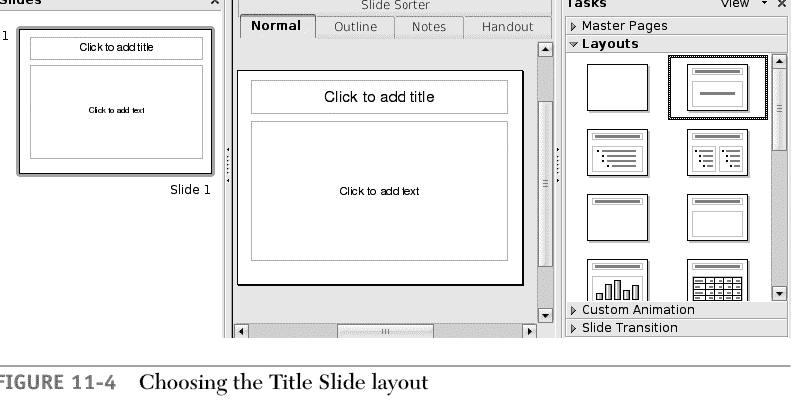 Slides
1
Click to add title
Click to add text
Slide 1
Slide Sorter
Normal
Outline
Notes
Handout
Click to add title
Click to add text
Tasks
View
Master Pages
Layouts
Custom Animation
Slide Transition
FIGURE 11-4 Choosing the Title Slide layout